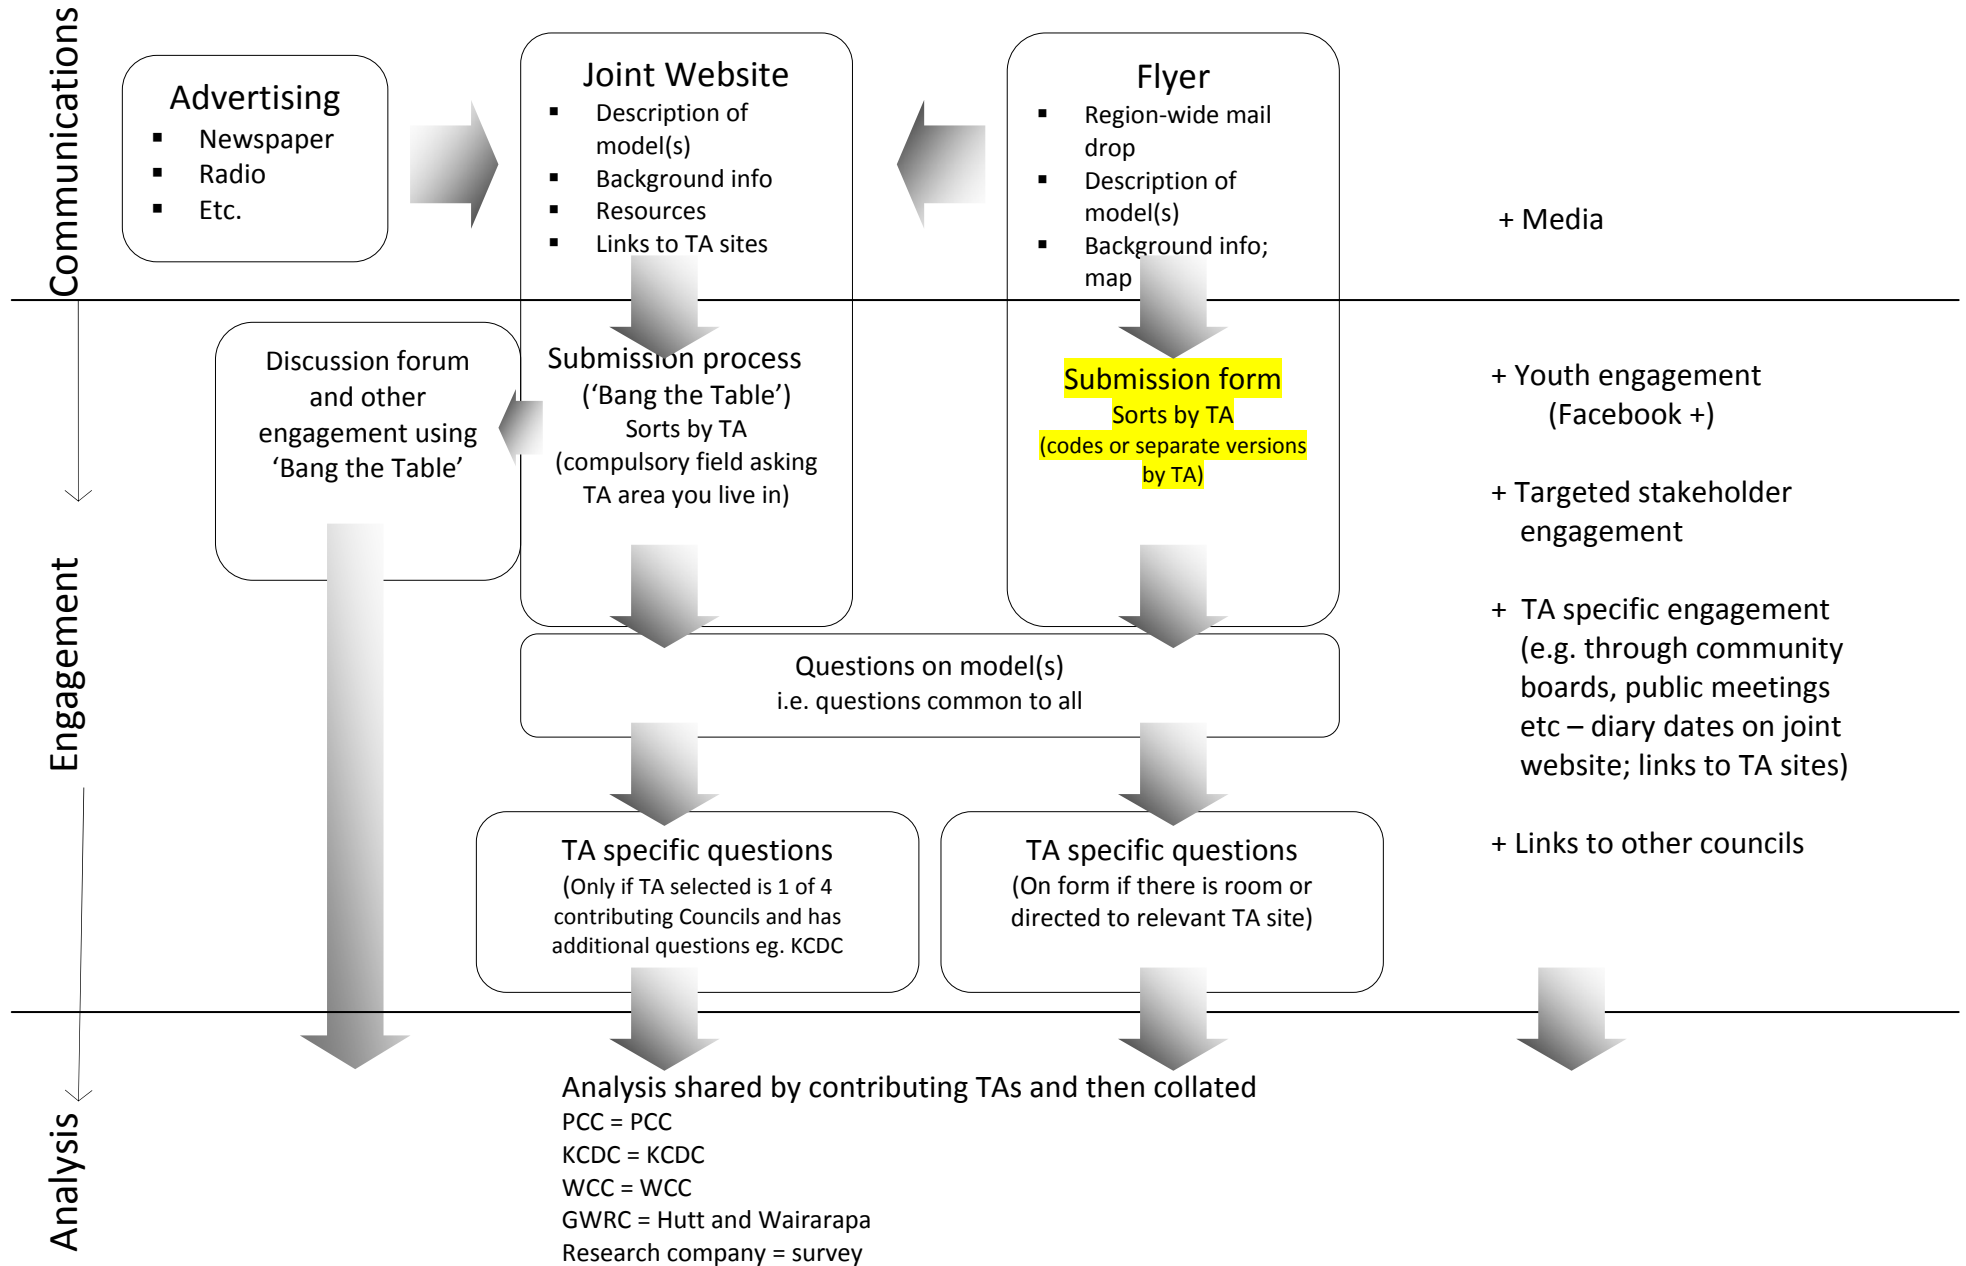 Communications
Advertising
▪ Newspaper
▪ Radio
▪ Etc.
Joint Website
▪ Description of
model(s)
▪ Background info
▪ Resources
▪ Links to TA sites
Flyer
▪ Region-wide mail
drop
▪ Description of
model(s)
▪ Background info;
map
+ Media
Engagement
Discussion forum
and other
engagement using
‘Bang the Table’
Submission process
(‘Bang the Table’)
Sorts by TA
(compulsory field asking
TA area you live in)
Submission form
Sorts by TA
(codes or separate versions
by TA)
Questions on model(s)
i.e. questions common to all
TA specific questions
(Only if TA selected is 1 of 4
contributing Councils and has
additional questions eg. KCDC
TA specific questions
(On form if there is room or
directed to relevant TA site)
+ Youth engagement
(Facebook +)
+ Targeted stakeholder
engagement
+ TA specific engagement
(e.g. through community
boards, public meetings
etc – diary dates on joint
website; links to TA sites)
+ Links to other councils
Analysis
Analysis shared by contributing TAs and then collated
PCC = PCC
KCDC = KCDC
WCC = WCC
GWRC = Hutt and Wairarapa
Research company = survey